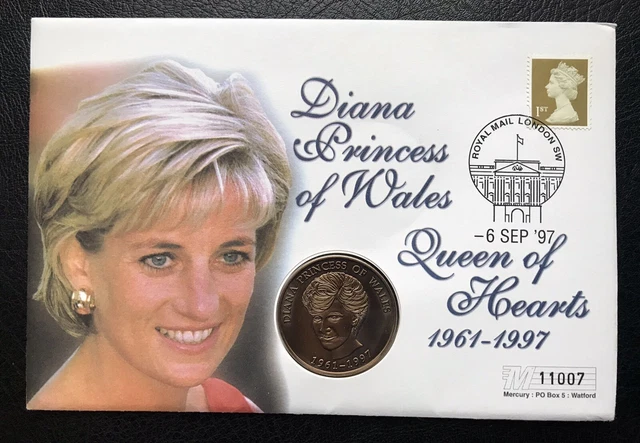 Diana
Princess
of Wales
Queen of
Hearts
1961-1997
1ST
ROYAL MAIL LONDON SW
-6 SEP '97
DIANA PRINCESS OF WALES
1961-1997
M 11007
Mercury : PO Box 5 : Watford